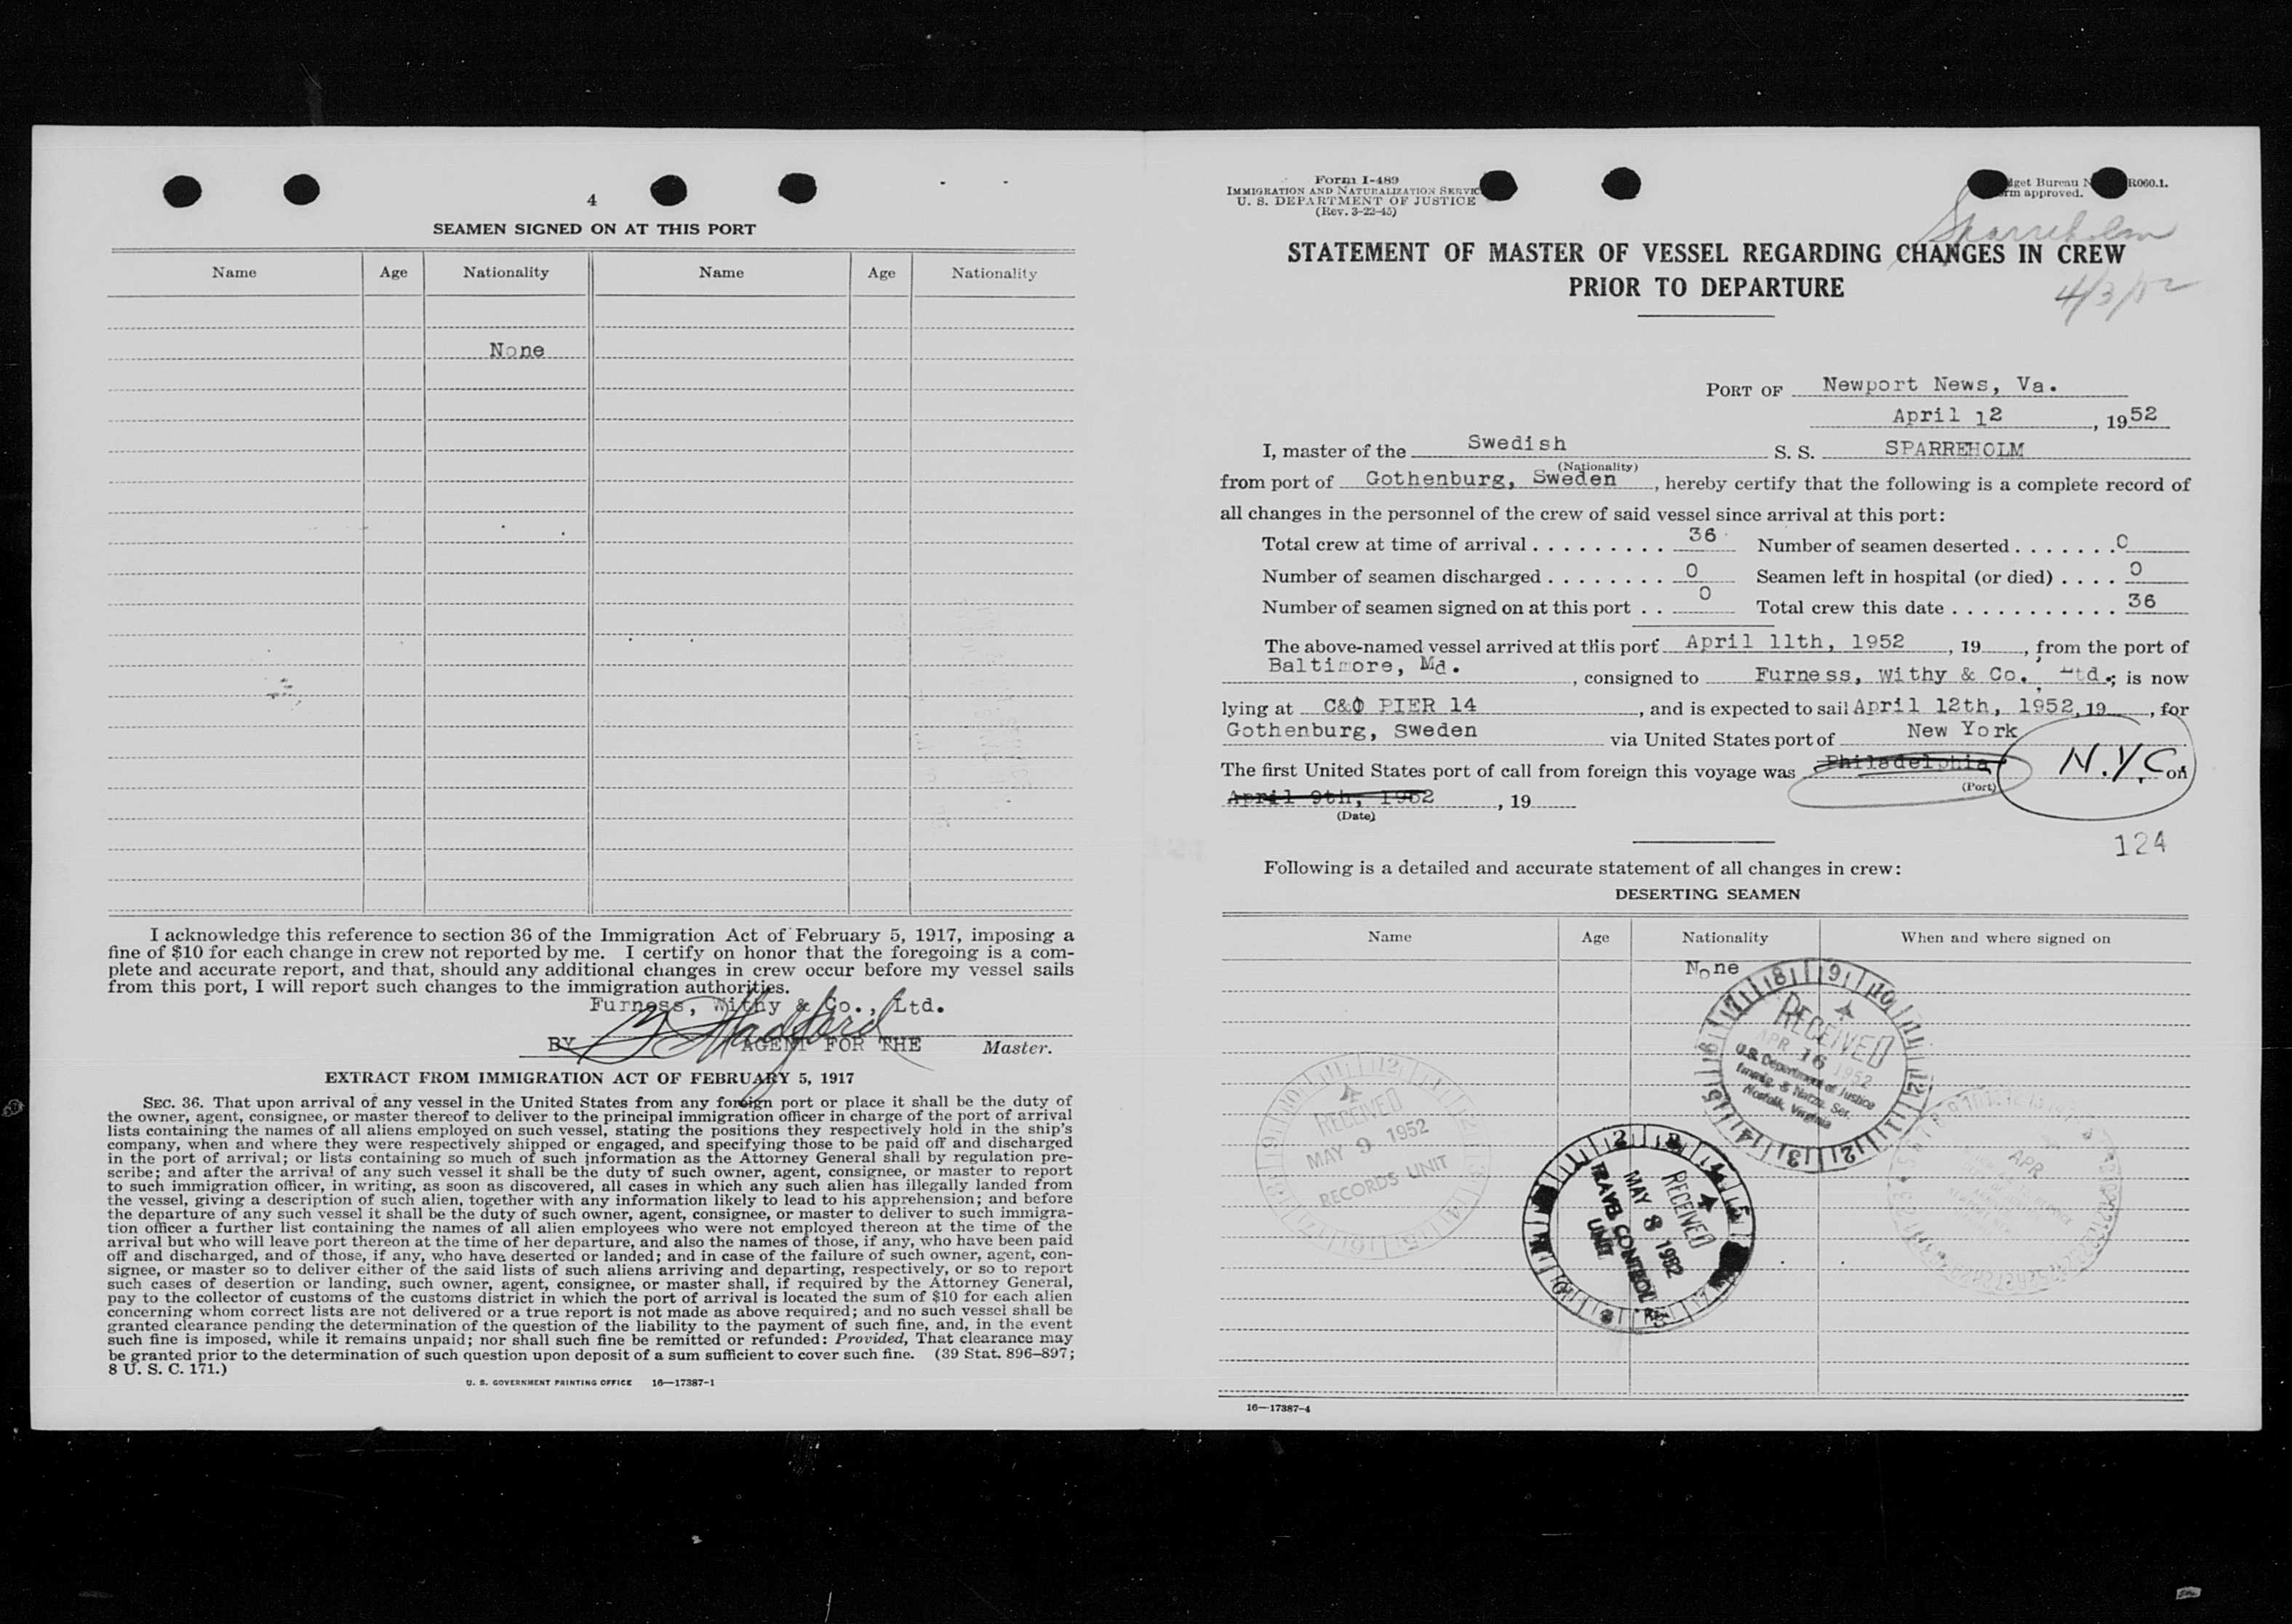 4
SEAMEN SIGNED ON AT THIS PORT
Name Age Nationality Name Age Nationality
None
I acknowledge this reference to section 36 of the Immigration Act of February 5, 1917, imposing a
fine of $10 for each change in crew not reported by me. I certify on honor that the foregoing is a com-
plete and accurate report, and that, should any additional changes in crew occur before my vessel sails
from this port, I will report such changes to the immigration authorities.
Furness, Withy & Co., Ltd.
BY AGENT FOR THE Master.
EXTRACT FROM IMMIGRATION ACT OF FEBRUARY 5, 1917
SEC. 36. That upon arrival of any vessel in the United States from any foreign port or place it shall be the duty of
the owner, agent, consignee, or master thereof to deliver to the principal immigration officer in charge of the port of arrival
lists containing the names of all aliens employed on such vessel, stating the positions they respectively hold in the ship's
company, when and where they were respectively shipped or engaged, and specifying those to be paid off and discharged
in the port of arrival; or lists containing so much of such information as the Attorney General shall by regulation pre-
scribe; and after the arrival of any such vessel it shall be the duty of such owner, agent, consignee, or master to report
to such immigration officer, in writing, as soon as discovered, all cases in which any such alien has illegally landed from
the vessel, giving a description of such alien, together with any information likely to lead to his apprehension; and before
the departure of any such vessel it shall be the duty of such owner, agent, consignee, or master to deliver to such immigra-
tion officer a further list containing the names of all alien employees who were not employed thereon at the time of the
arrival but who will leave port thereon at the time of her departure, and also the names of those, if any, who have been paid
off and discharged, and of those, if any, who have deserted or landed; and in case of the failure of such owner, agent, con-
signee, or master so to deliver either of the said lists of such aliens arriving and departing, respectively, or so to report
such cases of desertion or landing, such owner, agent, consignee, or master shall, if required by the Attorney General,
pay to the collector of customs of the customs district in which the port of arrival is located the sum of $10 for each alien
concerning whom correct lists are not delivered or a true report is not made as above required; and no such vessel shall be
granted clearance pending the determination of the question of the liability to the payment of such fine, and, in the event
such fine is imposed, while it remains unpaid; nor shall such fine be remitted or refunded: Provided, That clearance may
be granted prior to the determination of such question upon deposit of a sum sufficient to cover such fine. (39 Stat. 896–897;
8 U. S. C. 171.)
U. S. GOVERNMENT PRINTING OFFICE 16—17387-1
Form I-489
IMMIGRATION AND NATURALIZATION SERVIC
U. S. DEPARTMENT OF JUSTICE
(Rev. 3-22-45)
get Bureau N R060.1.
rm approved.
Sparreholm
4/3/52
STATEMENT OF MASTER OF VESSEL REGARDING CHANGES IN CREW
PRIOR TO DEPARTURE
PORT OF Newport News, Va.
April 12, 1952
I, master of the Swedish S. S. SPARREHOLM
(Nationality)
from port of Gothenburg, Sweden, hereby certify that the following is a complete record of
all changes in the personnel of the crew of said vessel since arrival at this port:
Total crew at time of arrival . . . . . . . . . 36 Number of seamen deserted . . . . . . . 0
Number of seamen discharged . . . . . . . . 0 Seamen left in hospital (or died) . . . . 0
Number of seamen signed on at this port . . 0 Total crew this date . . . . . . . . . . . 36
The above-named vessel arrived at this port April 11th, 1952, 19, from the port of
Baltimore, Md., consigned to Furness, Withy & Co., Ltd.; is now
lying at C&O PIER 14, and is expected to sail April 12th, 1952, 19, for
Gothenburg, Sweden via United States port of New York
The first United States port of call from foreign this voyage was Philadelphia N.Y.C on
(Port)
April 9th, 1952, 19
(Date)
124
Following is a detailed and accurate statement of all changes in crew:
DESERTING SEAMEN
Name Age Nationality When and where signed on
None
RECEIVED
APR 16 1952
U.S. Department of Justice
Immig. & Natzn. Ser.
Norfolk, Virginia
RECEIVED
MAY 9 1952
RECORDS UNIT
RECEIVED
MAY 8 1952
TRAVEL CONTROL
UNIT
APR
16—17387-4